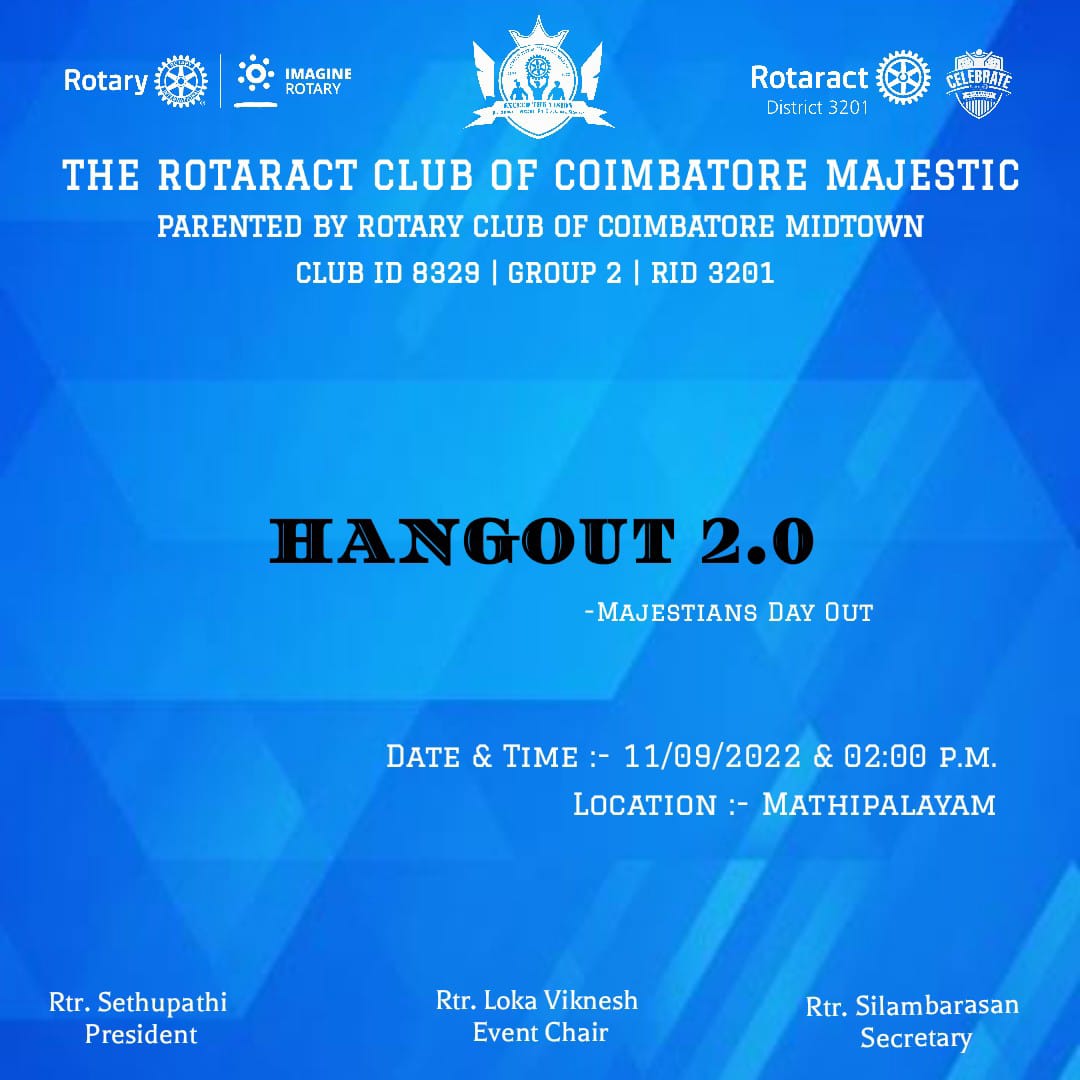 Rotary
IMAGINE
ROTARY
Rotaract
District 3201
CELEBRATE
THE ROTARACT CLUB OF COIMBATORE MAJESTIC
PARENTED BY ROTARY CLUB OF COIMBATORE MIDTOWN
CLUB ID 8329 | GROUP 2 | RID 3201
HANGOUT 2.0
-Majestians Day Out
Date & Time :- 11/09/2022 & 02:00 p.m.
Location :- Mathipalayam
Rtr. Sethupathi
President
Rtr. Loka Viknesh
Event Chair
Rtr. Silambarasan
Secretary